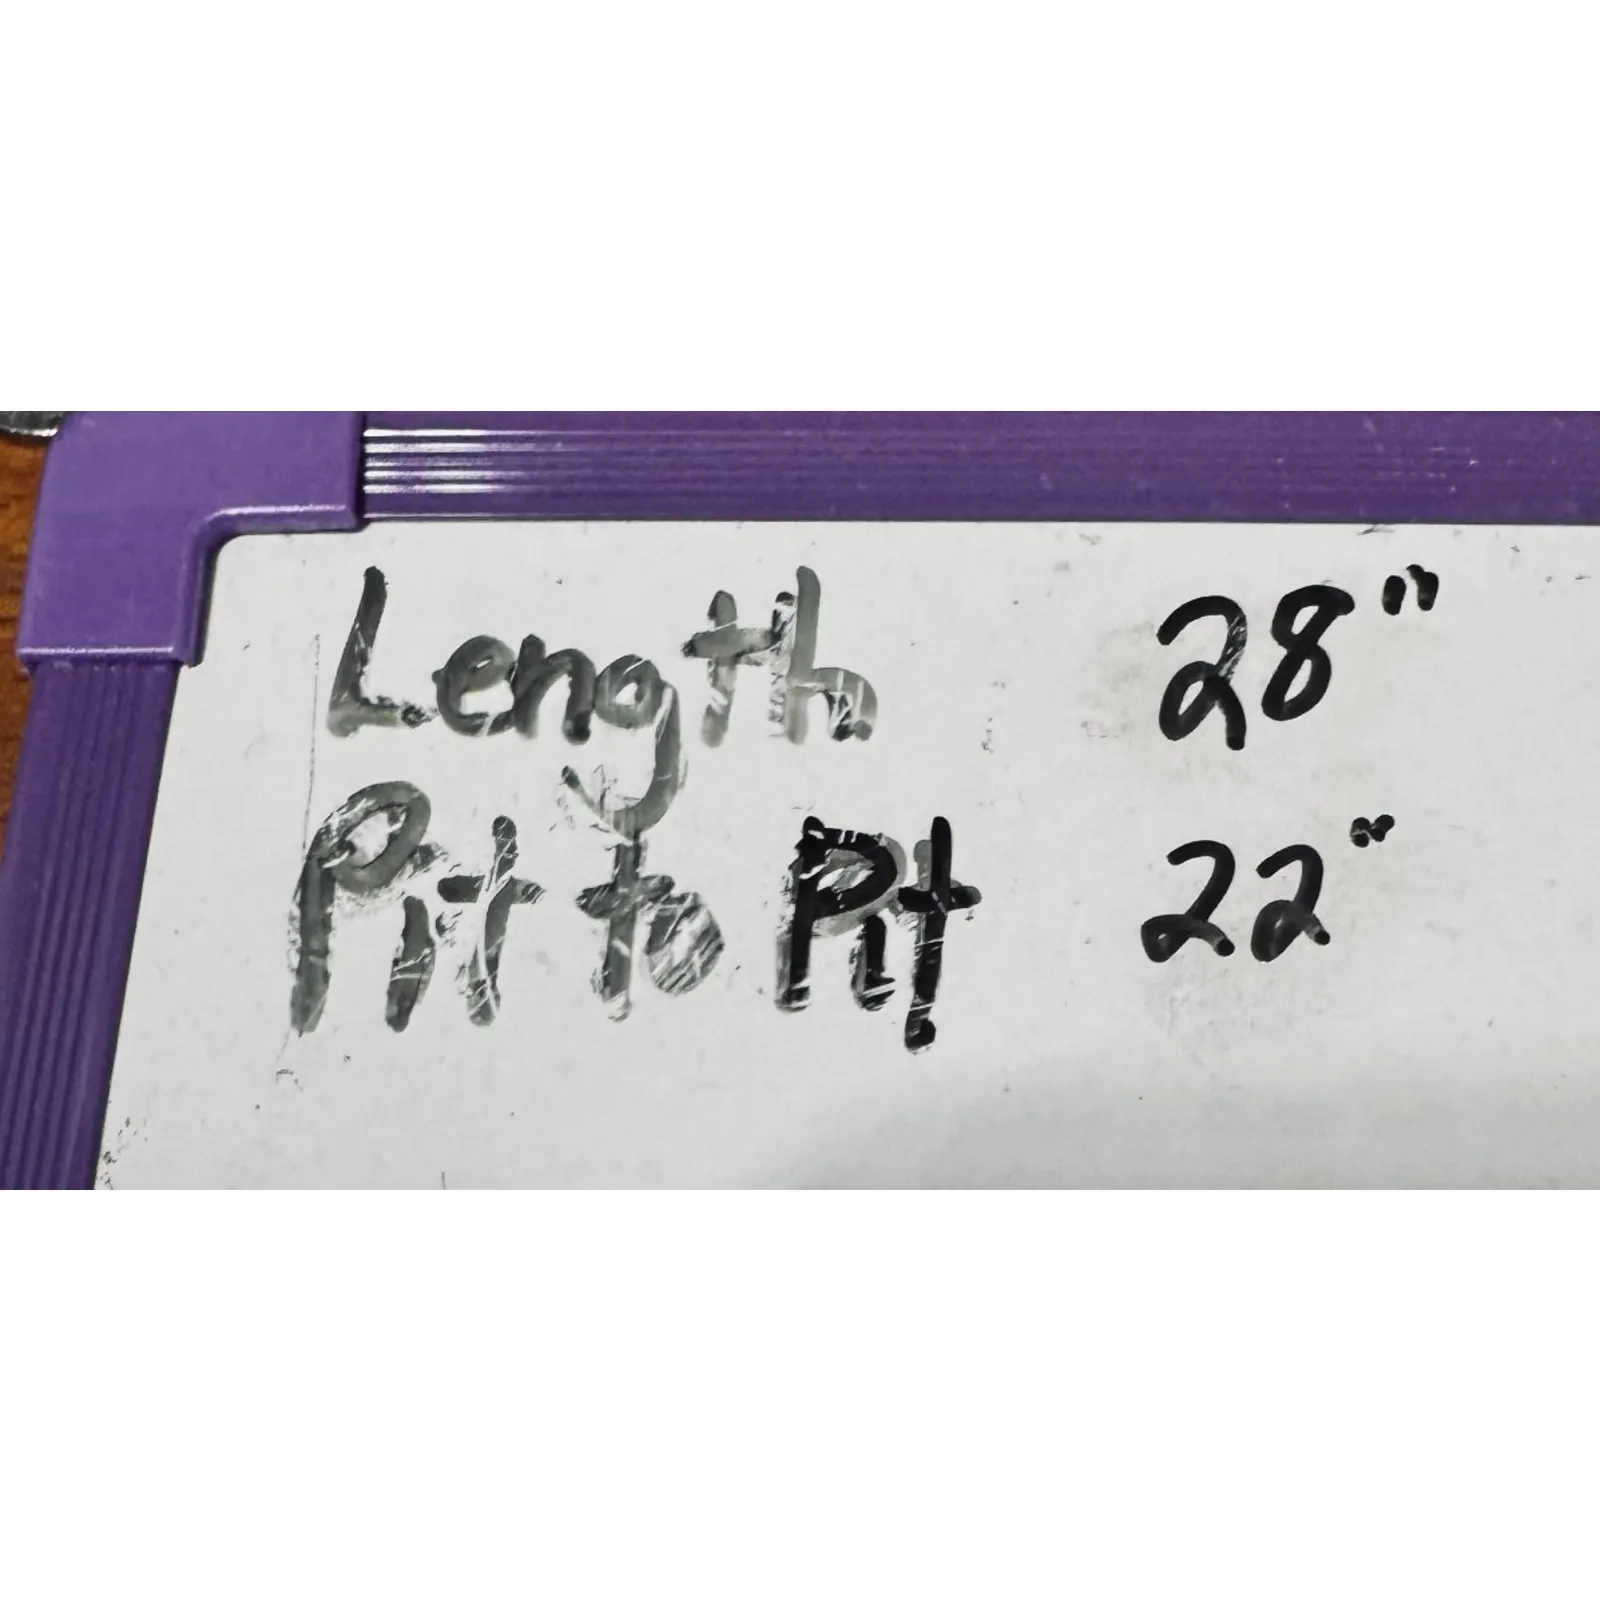 Length 28"
Pit to Pit 22"